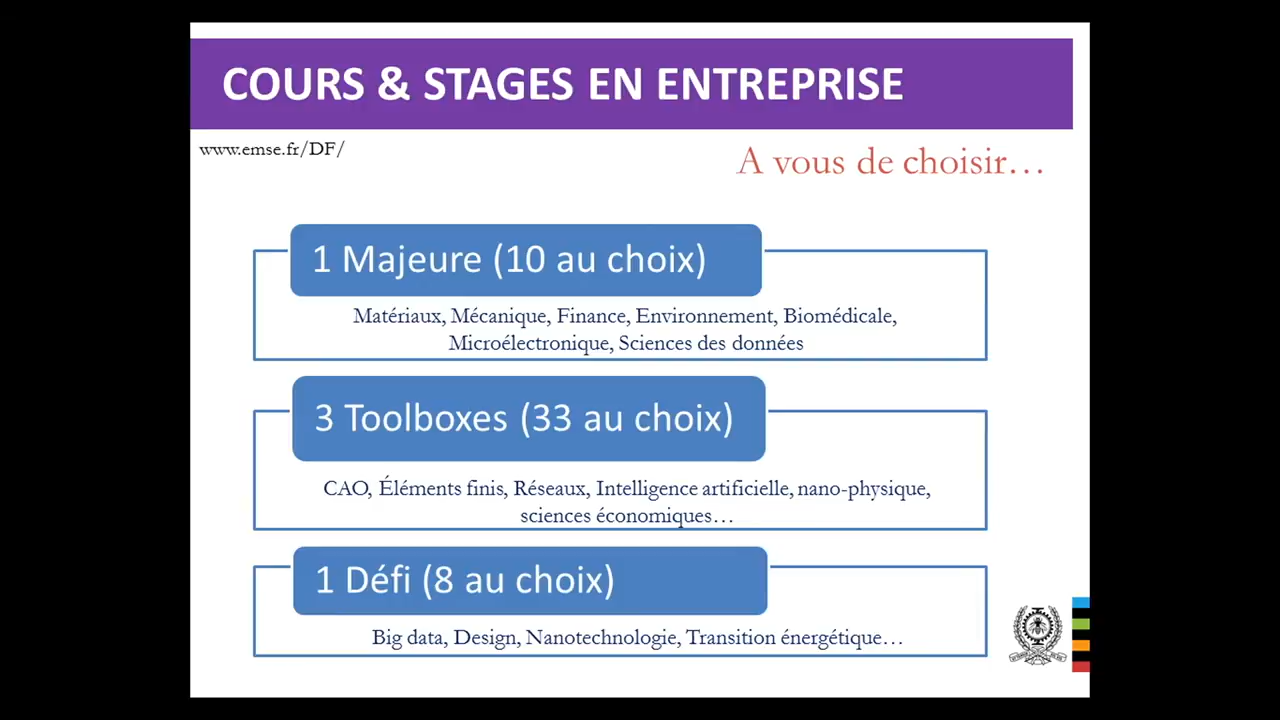 COURS & STAGES EN ENTREPRISE
www.emse.fr/DF/
A vous de choisir…
1 Majeure (10 au choix)
Matériaux, Mécanique, Finance, Environnement, Biomédicale,
Microélectronique, Sciences des données
3 Toolboxes (33 au choix)
CAO, Éléments finis, Réseaux, Intelligence artificielle, nano-physique,
sciences économiques…
1 Défi (8 au choix)
Big data, Design, Nanotechnologie, Transition énergétique…